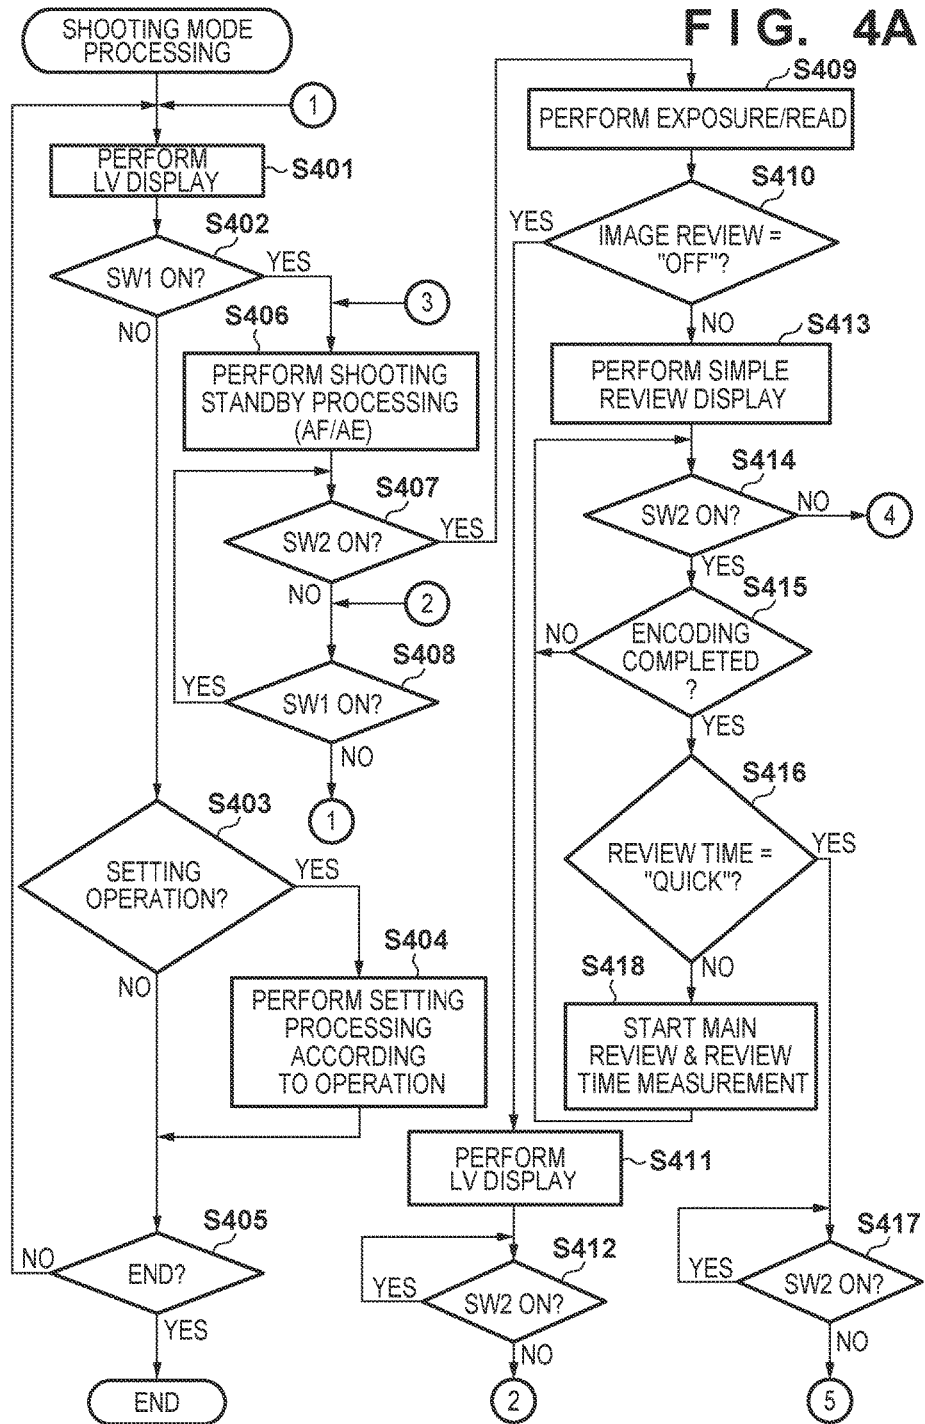 FIG. 4A
SHOOTING MODE
PROCESSING
1
PERFORM
LV DISPLAY
S401
S402
SW1 ON?
YES
NO
3
S406
PERFORM SHOOTING
STANDBY PROCESSING
(AF/AE)
S407
SW2 ON?
YES
NO
2
S408
SW1 ON?
YES
NO
1
S403
SETTING
OPERATION?
YES
NO
S404
PERFORM SETTING
PROCESSING
ACCORDING
TO OPERATION
S405
END?
NO
YES
END
S409
PERFORM EXPOSURE/READ
S410
IMAGE REVIEW =
"OFF"?
YES
NO
S413
PERFORM SIMPLE
REVIEW DISPLAY
S414
SW2 ON?
NO
4
YES
S415
ENCODING
COMPLETED
?
NO
YES
S416
REVIEW TIME =
"QUICK"?
YES
NO
S418
START MAIN
REVIEW & REVIEW
TIME MEASUREMENT
PERFORM
LV DISPLAY
S411
S412
SW2 ON?
YES
NO
2
S417
SW2 ON?
YES
NO
5